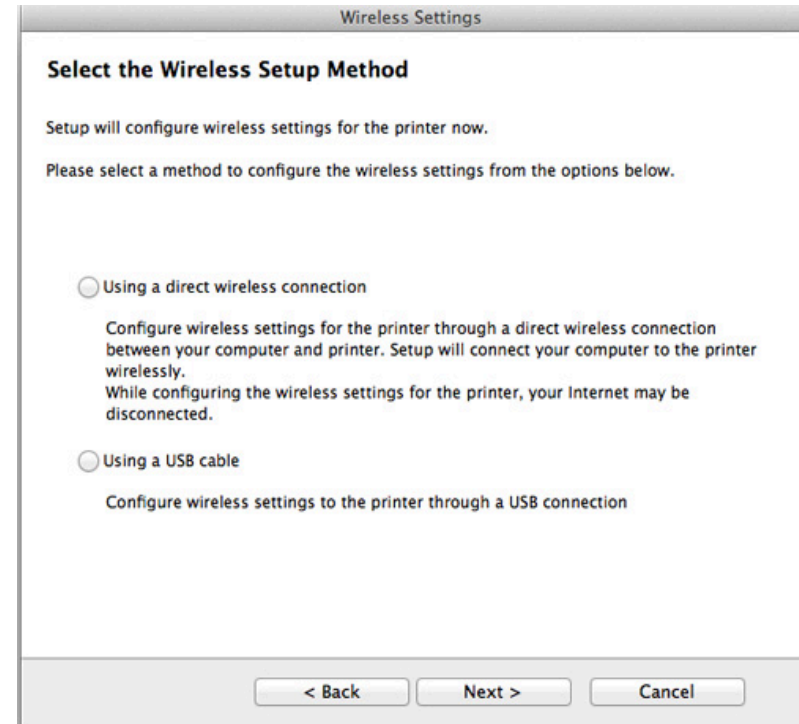 Wireless Settings
Select the Wireless Setup Method
Setup will configure wireless settings for the printer now.
Please select a method to configure the wireless settings from the options below.
Using a direct wireless connection
Configure wireless settings for the printer through a direct wireless connection
between your computer and printer. Setup will connect your computer to the printer
wirelessly.
While configuring the wireless settings for the printer, your Internet may be
disconnected.
Using a USB cable
Configure wireless settings to the printer through a USB connection
< Back Next > Cancel